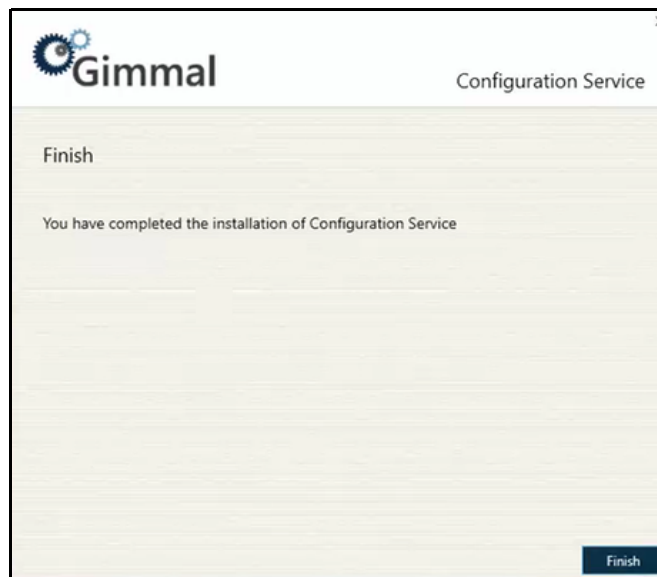 Gimmal
Configuration Service
Finish
You have completed the installation of Configuration Service
Finish